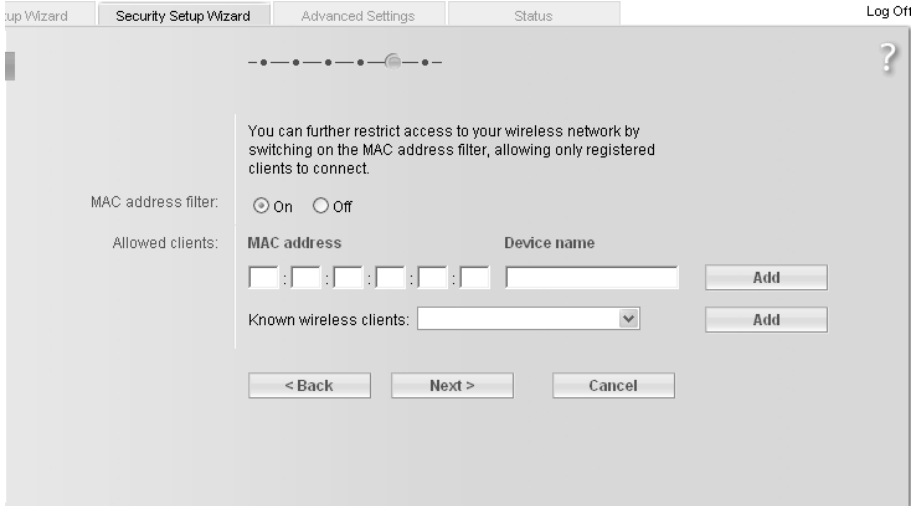 tup Wizard Security Setup Wizard Advanced Settings Status Log Off
?
You can further restrict access to your wireless network by
switching on the MAC address filter, allowing only registered
clients to connect.
MAC address filter: On Off
Allowed clients: MAC address Device name
: : : : : Add
Known wireless clients: Add
< Back Next > Cancel